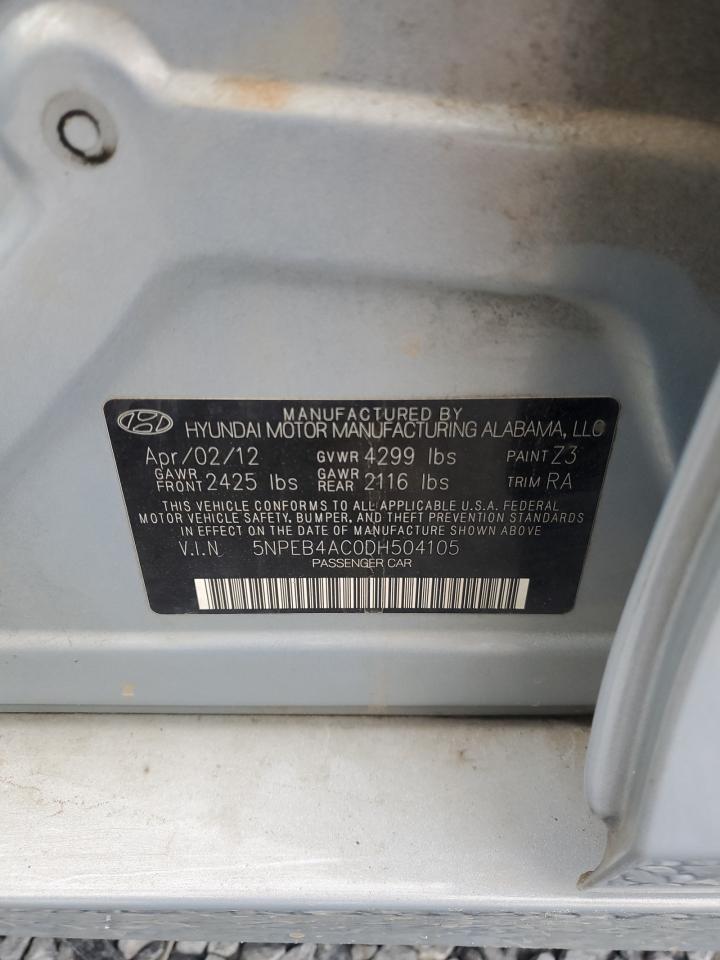 MANUFACTURED BY
HYUNDAI MOTOR MANUFACTURING ALABAMA, LLC
Apr/02/12 GVWR 4299 lbs PAINT Z3
GAWR FRONT 2425 lbs GAWR REAR 2116 lbs TRIM RA
THIS VEHICLE CONFORMS TO ALL APPLICABLE U.S.A. FEDERAL
MOTOR VEHICLE SAFETY, BUMPER, AND THEFT PREVENTION STANDARDS
IN EFFECT ON THE DATE OF MANUFACTURE SHOWN ABOVE
V.I.N. 5NPEB4AC0DH504105
PASSENGER CAR